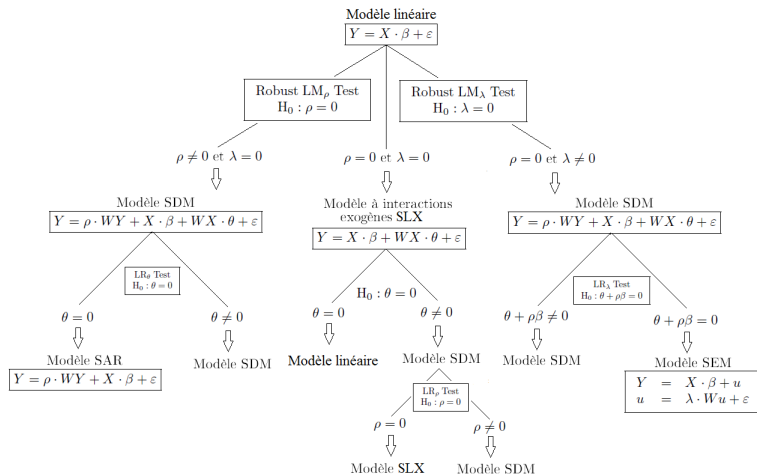 Modèle linéaire
Y = X · β + ε
Robust LMρ Test
H0 : ρ = 0
Robust LMλ Test
H0 : λ = 0
ρ ≠ 0 et λ = 0
ρ = 0 et λ = 0
ρ = 0 et λ ≠ 0
Modèle SDM
Y = ρ · WY + X · β + WX · θ + ε
Modèle à interactions
exogènes SLX
Y = X · β + WX · θ + ε
Modèle SDM
Y = ρ · WY + X · β + WX · θ + ε
LRθ Test
H0 : θ = 0
H0 : θ = 0
LRλ Test
H0 : θ + ρβ = 0
θ = 0
θ ≠ 0
θ = 0
θ ≠ 0
θ + ρβ ≠ 0
θ + ρβ = 0
Modèle SAR
Y = ρ · WY + X · β + ε
Modèle SDM
Modèle linéaire
Modèle SDM
Modèle SDM
Modèle SEM
Y = X · β + u
u = λ · Wu + ε
LRρ Test
H0 : ρ = 0
ρ = 0
ρ ≠ 0
Modèle SLX
Modèle SDM